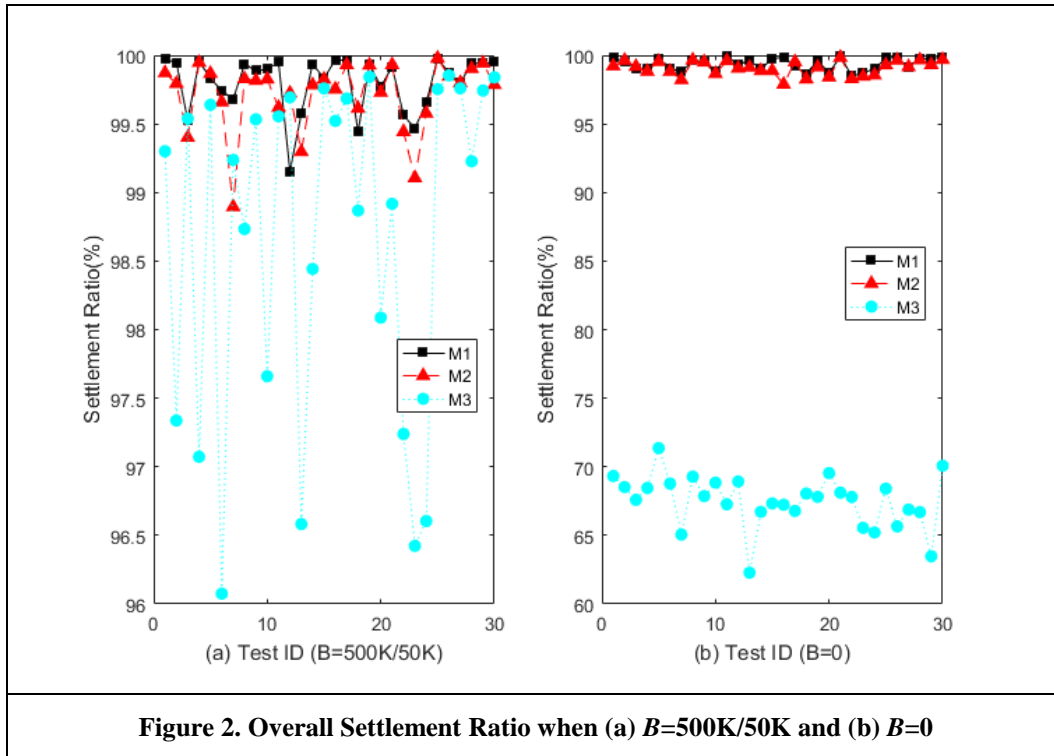 100
99.5
99
98.5
98
97.5
97
96.5
96
Settlement Ratio(%)
0
10
20
30
(a) Test ID (B=500K/50K)
M1
M2
M3
100
95
90
85
80
75
70
65
60
Settlement Ratio(%)
0
10
20
30
(b) Test ID (B=0)
M1
M2
M3
Figure 2. Overall Settlement Ratio when (a) B=500K/50K and (b) B=0